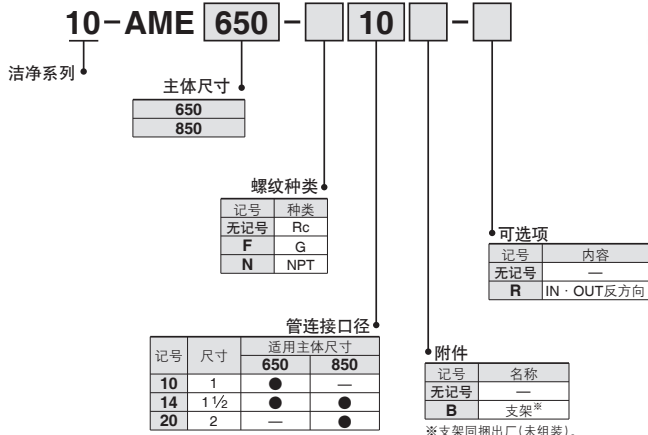 10-AME 650 - 10 -
洁净系列
主体尺寸
650
850
螺纹种类
记号 种类
无记号 Rc
F G
N NPT
可选项
记号 内容
无记号 —
R IN · OUT反方向
管连接口径
记号 尺寸 适用主体尺寸
650 850
10 1 ● —
14 1 1/2 ● ●
20 2 — ●
附件
记号 名称
无记号 —
B 支架※
※支架同捆出厂(未组装)。